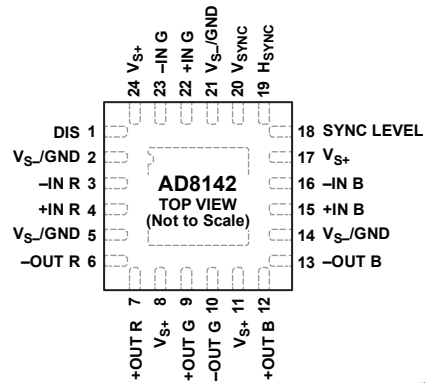 24 VS+
23 –IN G
22 +IN G
21 VS–/GND
20 VSYNC
19 HSYNC
DIS 1
VS–/GND 2
–IN R 3
+IN R 4
VS–/GND 5
–OUT R 6
AD8142
TOP VIEW
(Not to Scale)
18 SYNC LEVEL
17 VS+
16 –IN B
15 +IN B
14 VS–/GND
13 –OUT B
+OUT R 7
VS+ 8
+OUT G 9
–OUT G 10
VS+ 11
+OUT B 12